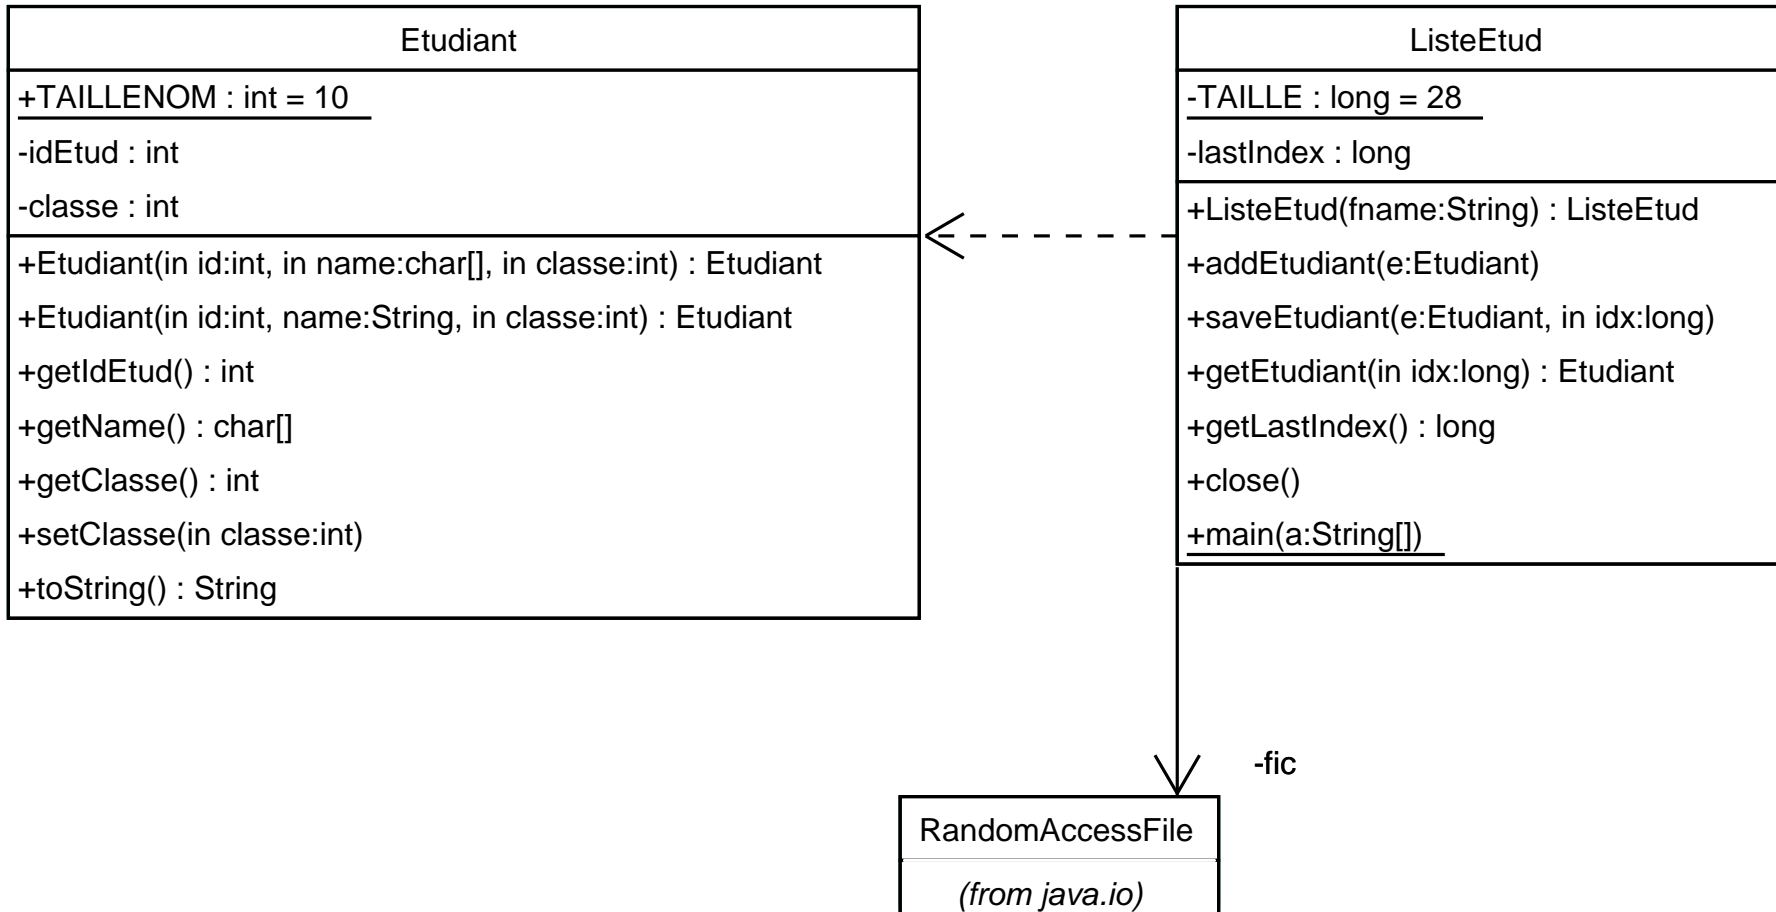 Etudiant
+TAILLENOM : int = 10
-idEtud : int
-classe : int
+Etudiant(in id:int, in name:char[], in classe:int) : Etudiant
+Etudiant(in id:int, name:String, in classe:int) : Etudiant
+getIdEtud() : int
+getName() : char[]
+getClasse() : int
+setClasse(in classe:int)
+toString() : String
ListeEtud
-TAILLE : long = 28
-lastIndex : long
+ListeEtud(fname:String) : ListeEtud
+addEtudiant(e:Etudiant)
+saveEtudiant(e:Etudiant, in idx:long)
+getEtudiant(in idx:long) : Etudiant
+getLastIndex() : long
+close()
+main(a:String[])
-fic
RandomAccessFile
(from java.io)